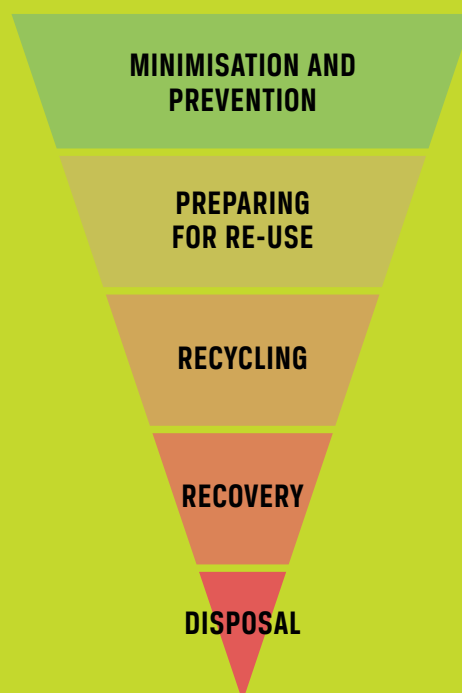 MINIMISATION AND
PREVENTION
PREPARING
FOR RE-USE
RECYCLING
RECOVERY
DISPOSAL